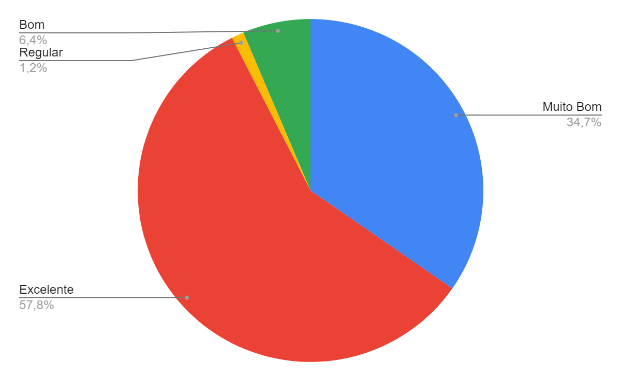 Bom
6,4%
Regular
1,2%
Muito Bom
34,7%
Excelente
57,8%